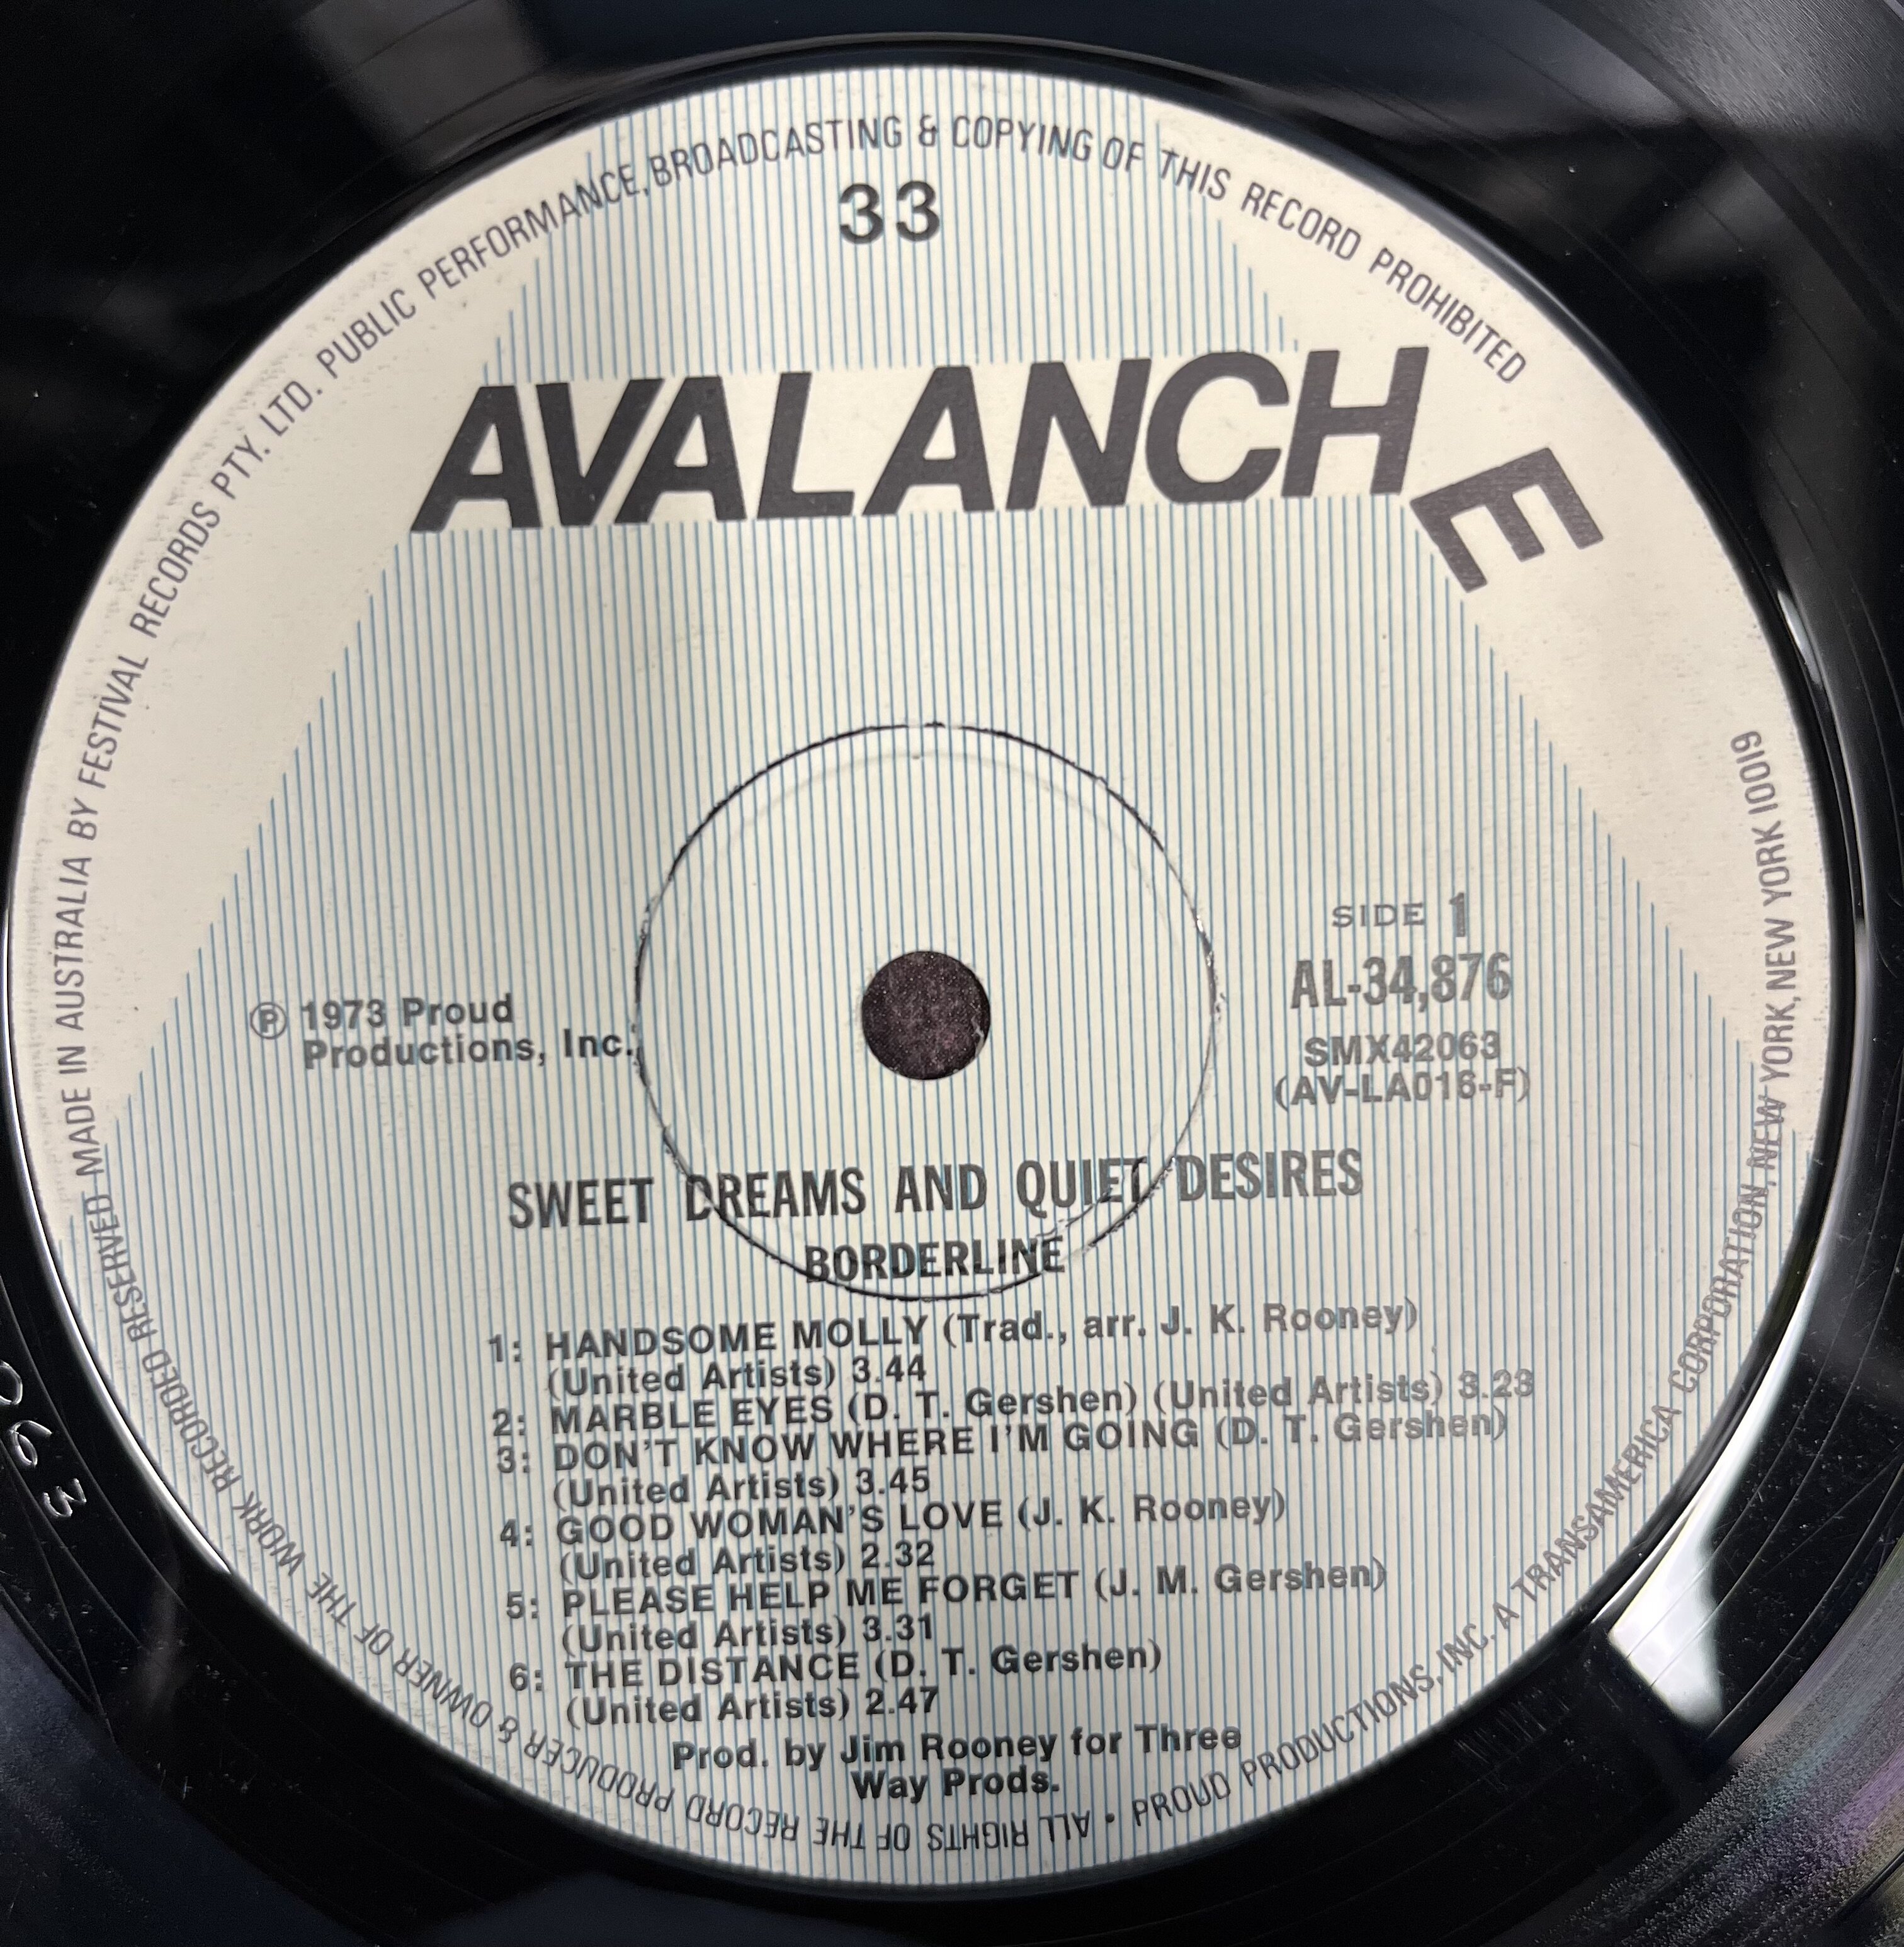 MADE IN AUSTRALIA BY FESTIVAL RECORDS PTY. LTD. PUBLIC PERFORMANCE, BROADCASTING & COPYING OF THIS RECORD PROHIBITED
33
AVALANCHE
SIDE 1
AL-34,876
SMX42063
(AV-LA016-F)
℗ 1973 Proud
Productions, Inc.
SWEET DREAMS AND QUIET DESIRES
BORDERLINE
1: HANDSOME MOLLY (Trad., arr. J. K. Rooney)
(United Artists) 3.44
2: MARBLE EYES (D. T. Gershen) (United Artists) 3.23
3: DON'T KNOW WHERE I'M GOING (D. T. Gershen)
(United Artists) 3.45
4: GOOD WOMAN'S LOVE (J. K. Rooney)
(United Artists) 2.32
5: PLEASE HELP ME FORGET (J. M. Gershen)
(United Artists) 3.31
6: THE DISTANCE (D. T. Gershen)
(United Artists) 2.47
Prod. by Jim Rooney for Three
Way Prods.
ALL RIGHTS OF THE RECORD PRODUCER & OWNER OF THE WORK RECORDED RESERVED
• PROUD PRODUCTIONS, INC. A TRANSAMERICA CORPORATION, NEW YORK, NEW YORK 10019
063